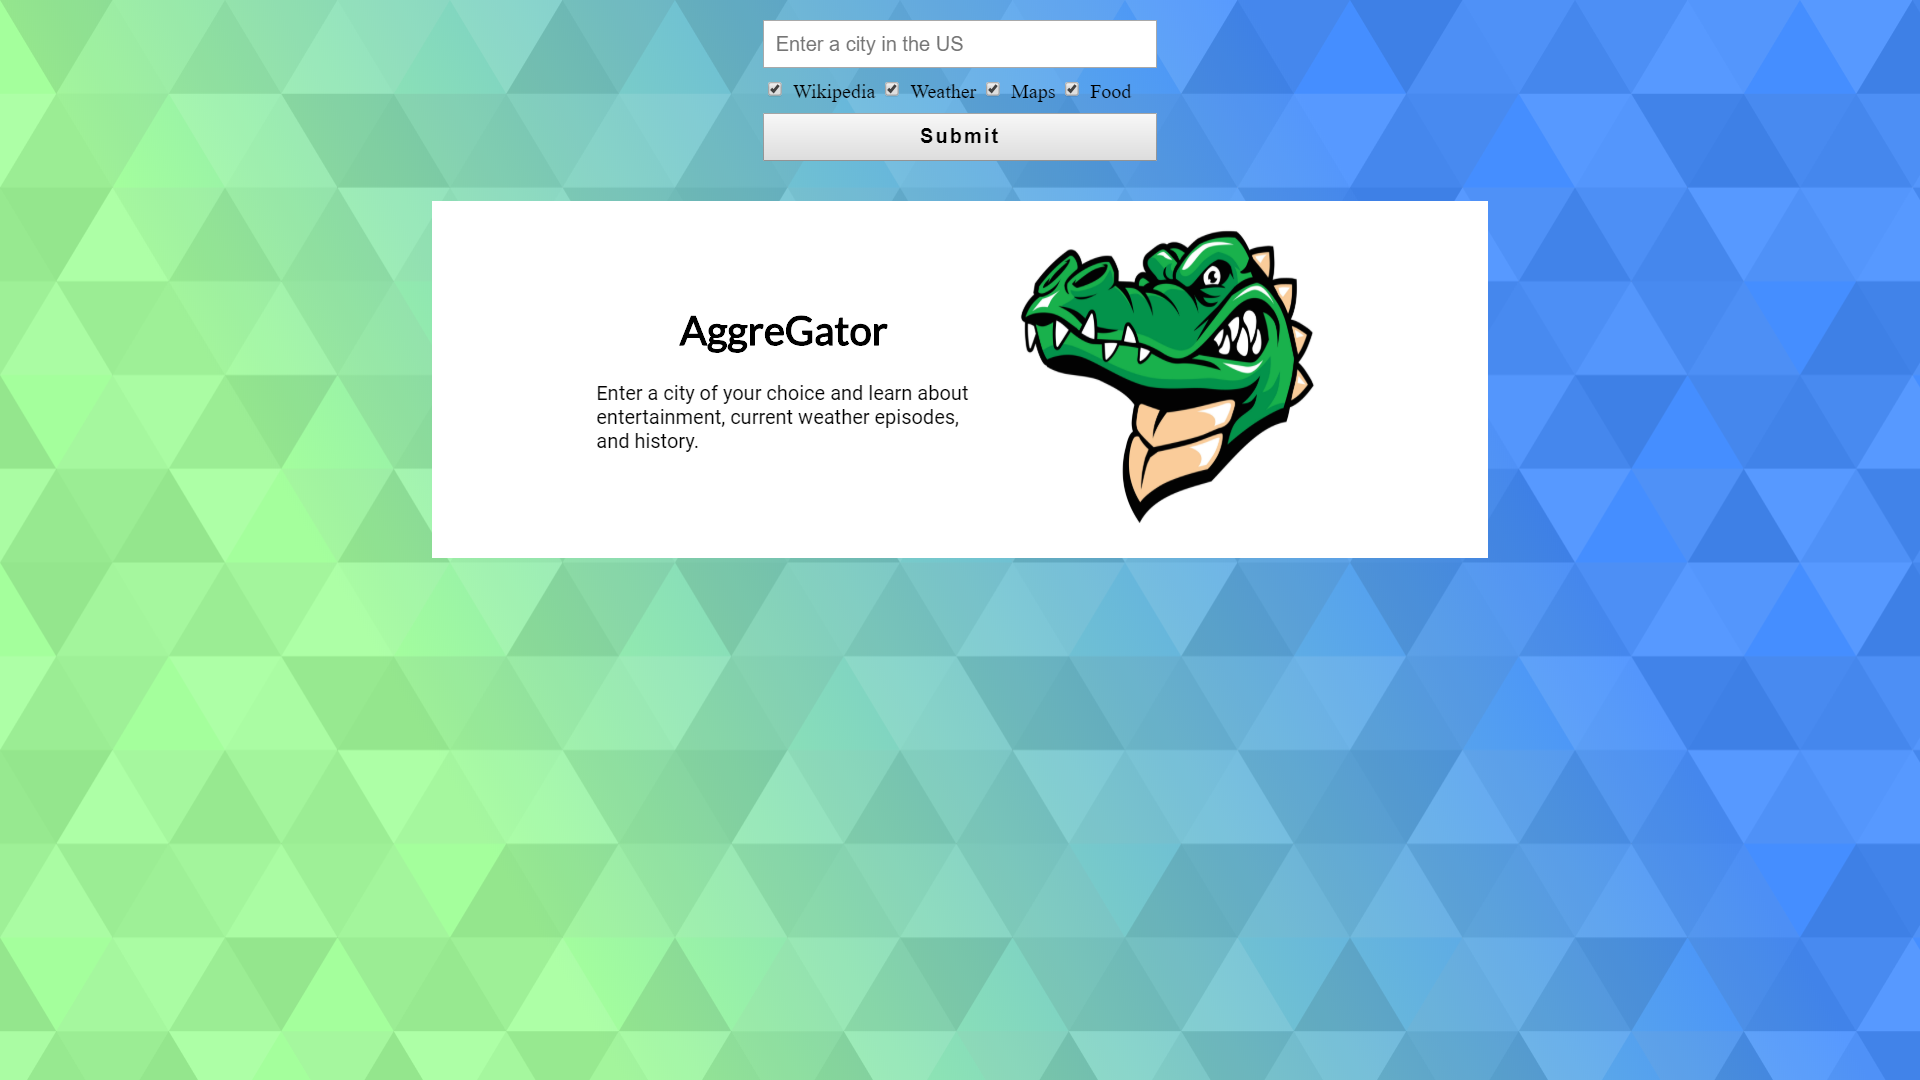 Enter a city in the US
Wikipedia Weather Maps Food
Submit
AggreGator
Enter a city of your choice and learn about
entertainment, current weather episodes,
and history.